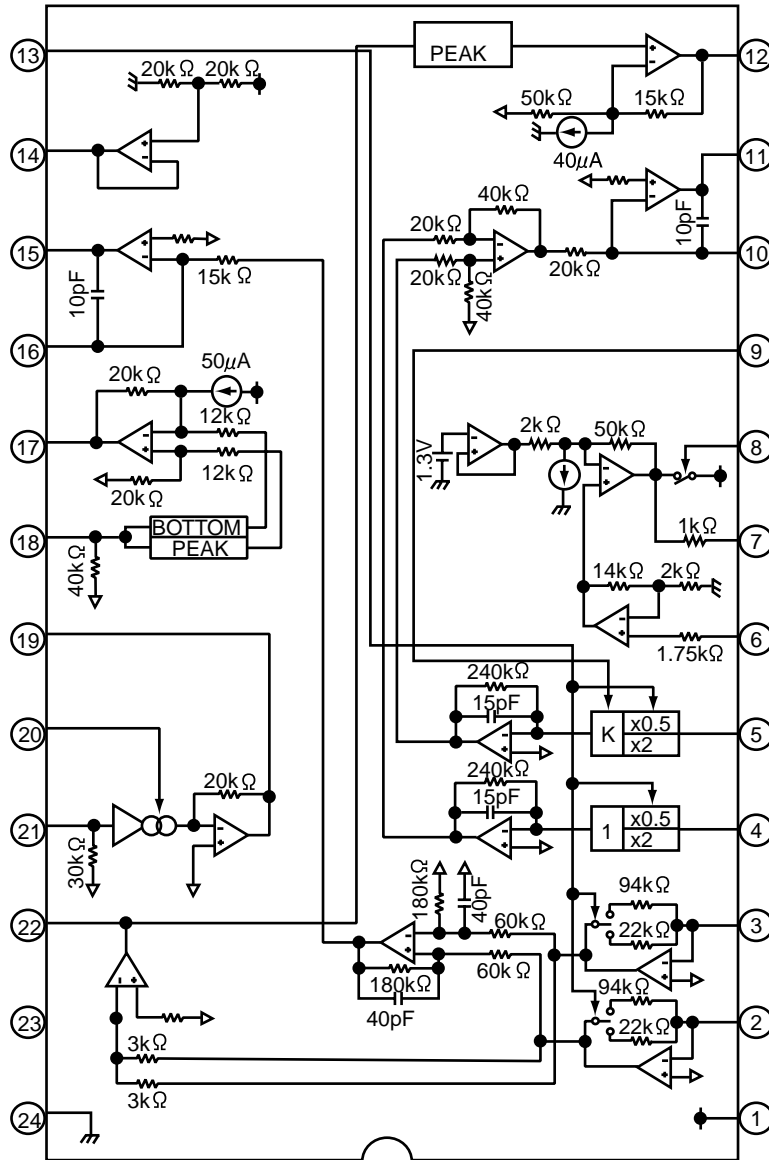 13
PEAK
12
20kΩ 20kΩ
50kΩ
15kΩ
14
40μA
11
40kΩ
20kΩ
10pF
15
20kΩ
20kΩ
10
15kΩ
10pF
40kΩ
16
9
50μA
20kΩ
12kΩ
17
12kΩ
20kΩ
1.3V
2kΩ
50kΩ
8
18
BOTTOM
PEAK
40kΩ
1kΩ
7
14kΩ
2kΩ
19
6
1.75kΩ
240kΩ
15pF
20
K
x0.5
x2
5
20kΩ
240kΩ
15pF
21
1
x0.5
x2
4
30kΩ
180kΩ
40pF
94kΩ
22
60kΩ
22kΩ
3
60kΩ
180kΩ
94kΩ
40pF
23
22kΩ
2
3kΩ
3kΩ
24
1